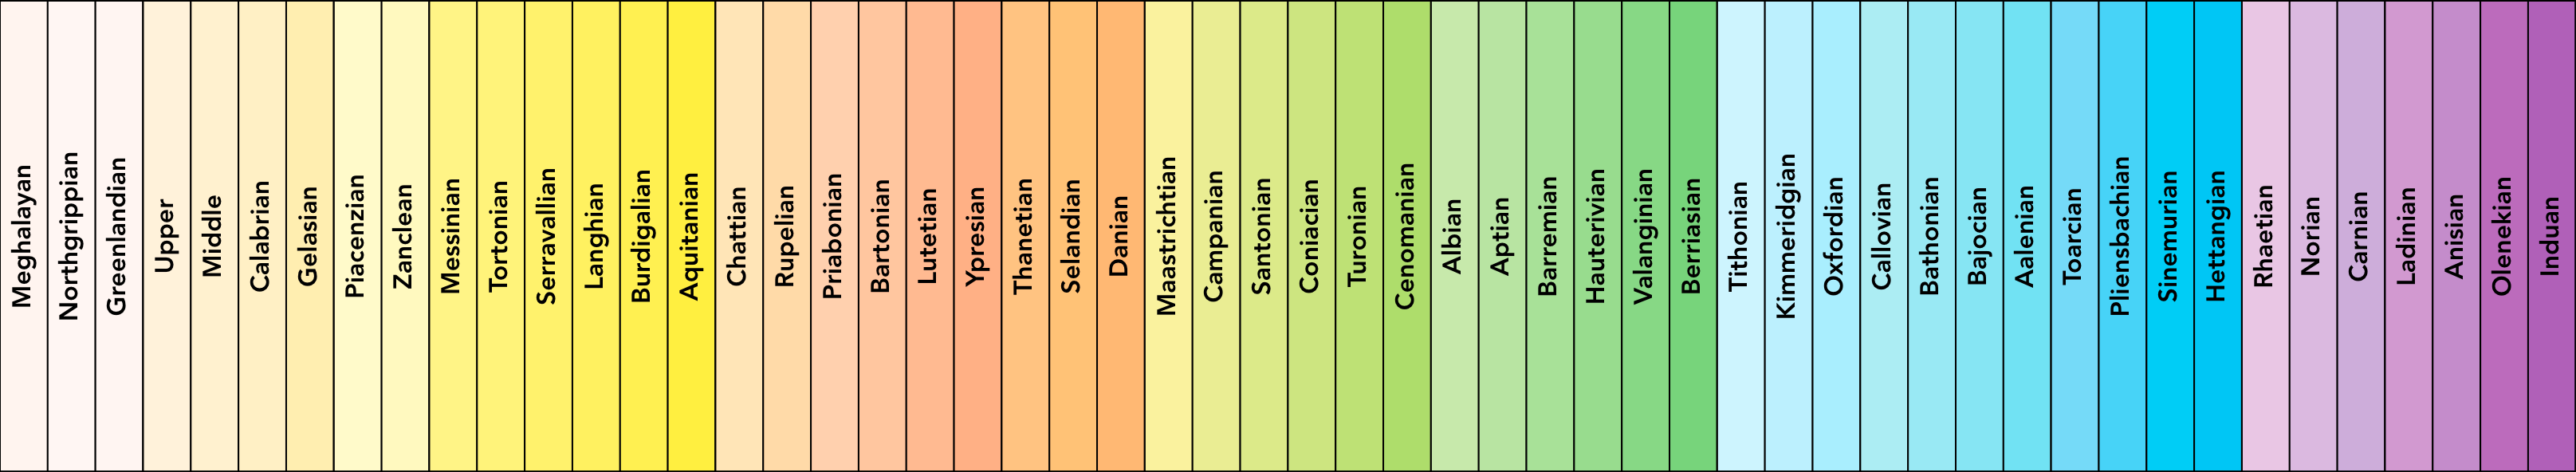 Meghalayan
Northgrippian
Greenlandian
Upper
Middle
Calabrian
Gelasian
Piacenzian
Zanclean
Messinian
Tortonian
Serravallian
Langhian
Burdigalian
Aquitanian
Chattian
Rupelian
Priabonian
Bartonian
Lutetian
Ypresian
Thanetian
Selandian
Danian
Maastrichtian
Campanian
Santonian
Coniacian
Turonian
Cenomanian
Albian
Aptian
Barremian
Hauterivian
Valanginian
Berriasian
Tithonian
Kimmeridgian
Oxfordian
Callovian
Bathonian
Bajocian
Aalenian
Toarcian
Pliensbachian
Sinemurian
Hettangian
Rhaetian
Norian
Carnian
Ladinian
Anisian
Olenekian
Induan